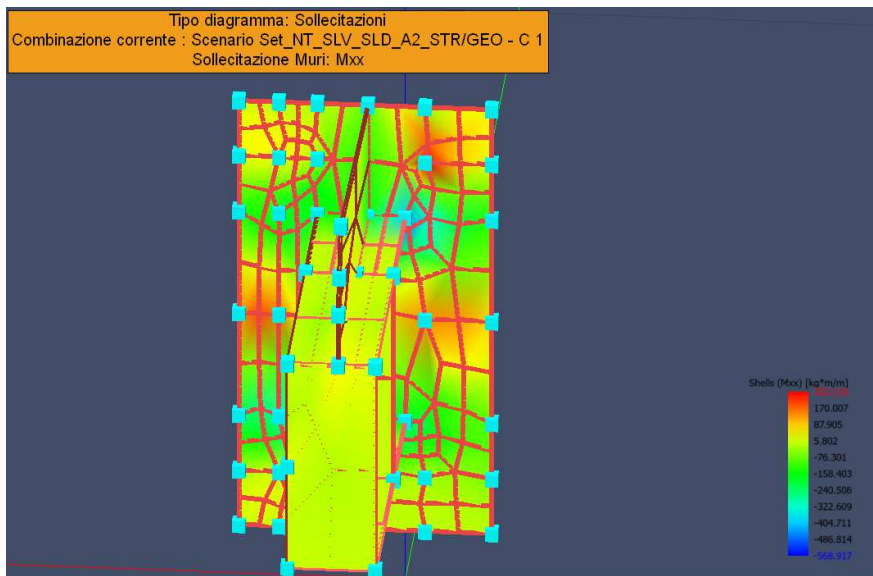 Tipo diagramma: Sollecitazioni
Combinazione corrente : Scenario Set_NT_SLV_SLD_A2_STR/GEO - C 1
Sollecitazione Muri: Mxx
Shells (Mxx) [kg*m/m]
170.007
87.905
5.802
-76.301
-158.403
-240.506
-322.609
-404.711
-486.814
-568.917